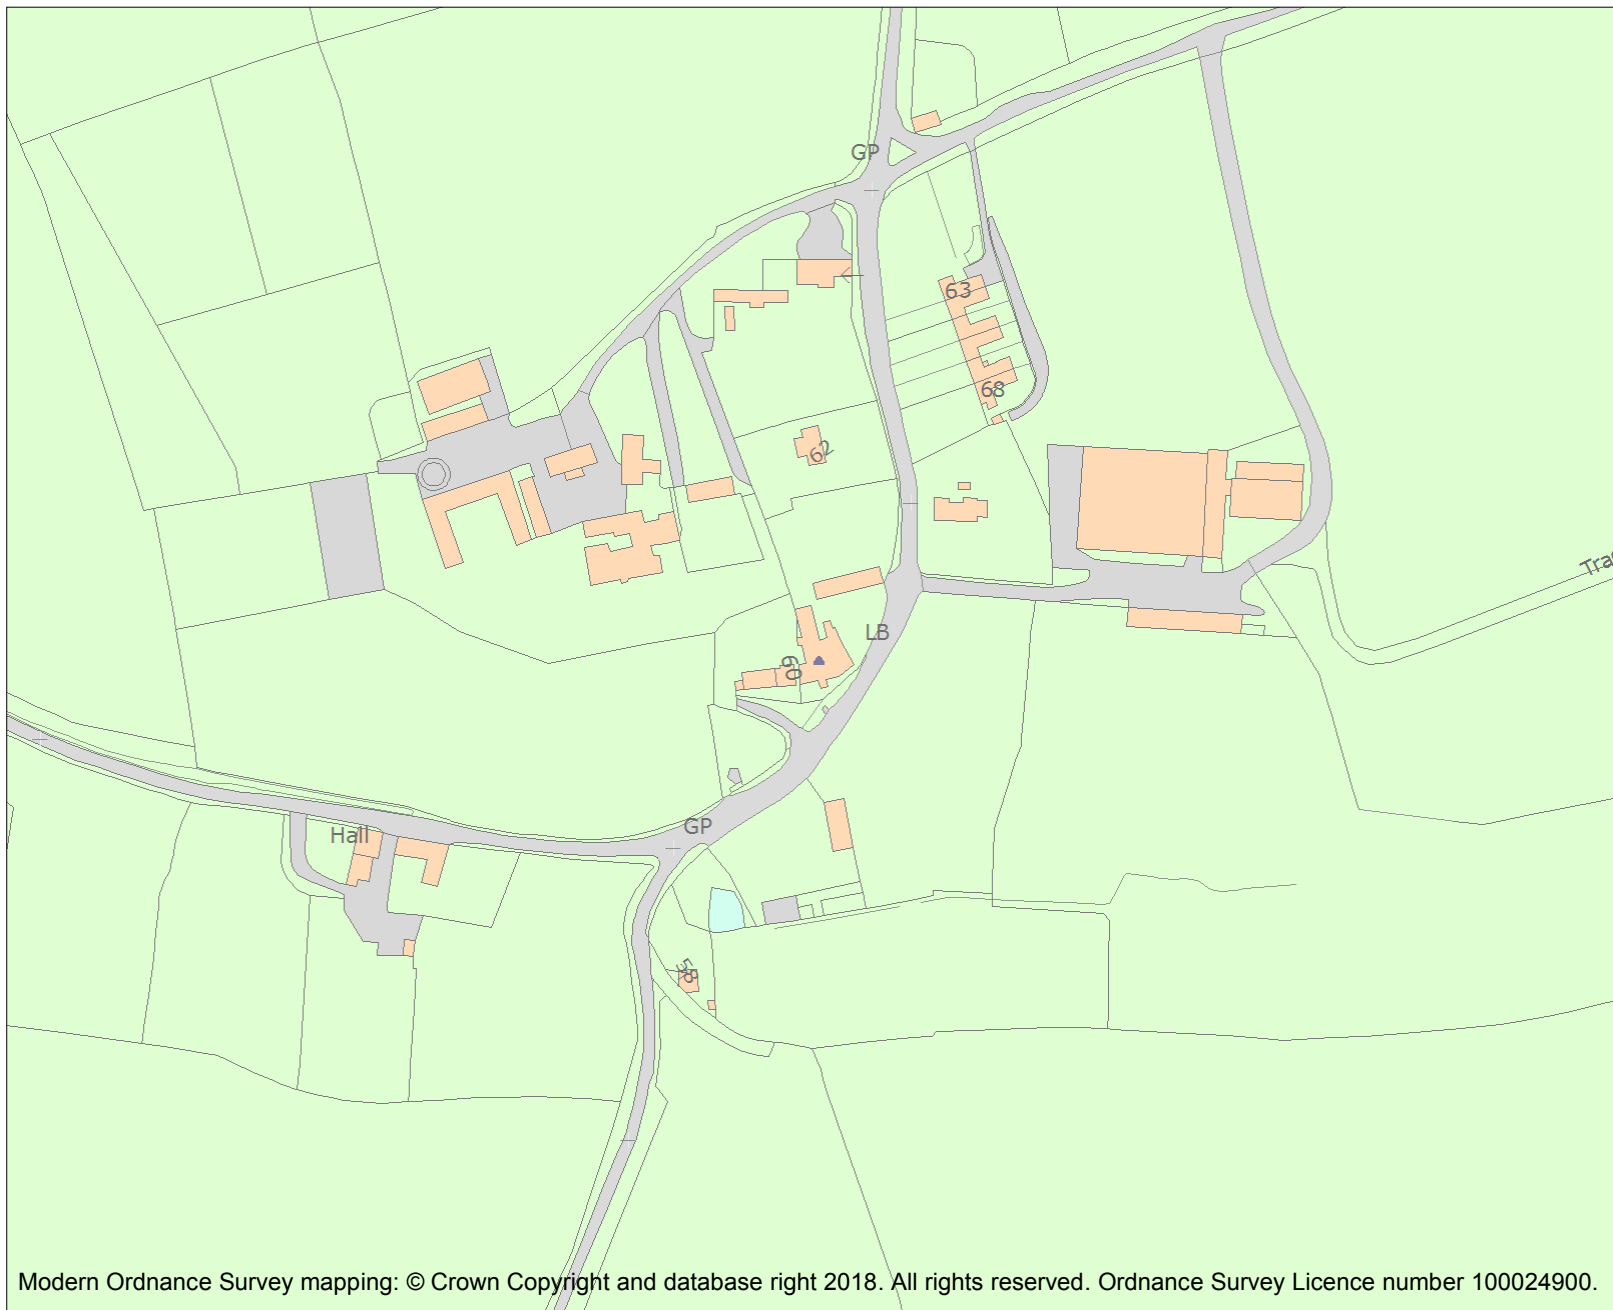 GP
63
68
62
Trac
LB
60
GP
Hall
58
Modern Ordnance Survey mapping: © Crown Copyright and database right 2018. All rights reserved. Ordnance Survey Licence number 100024900.